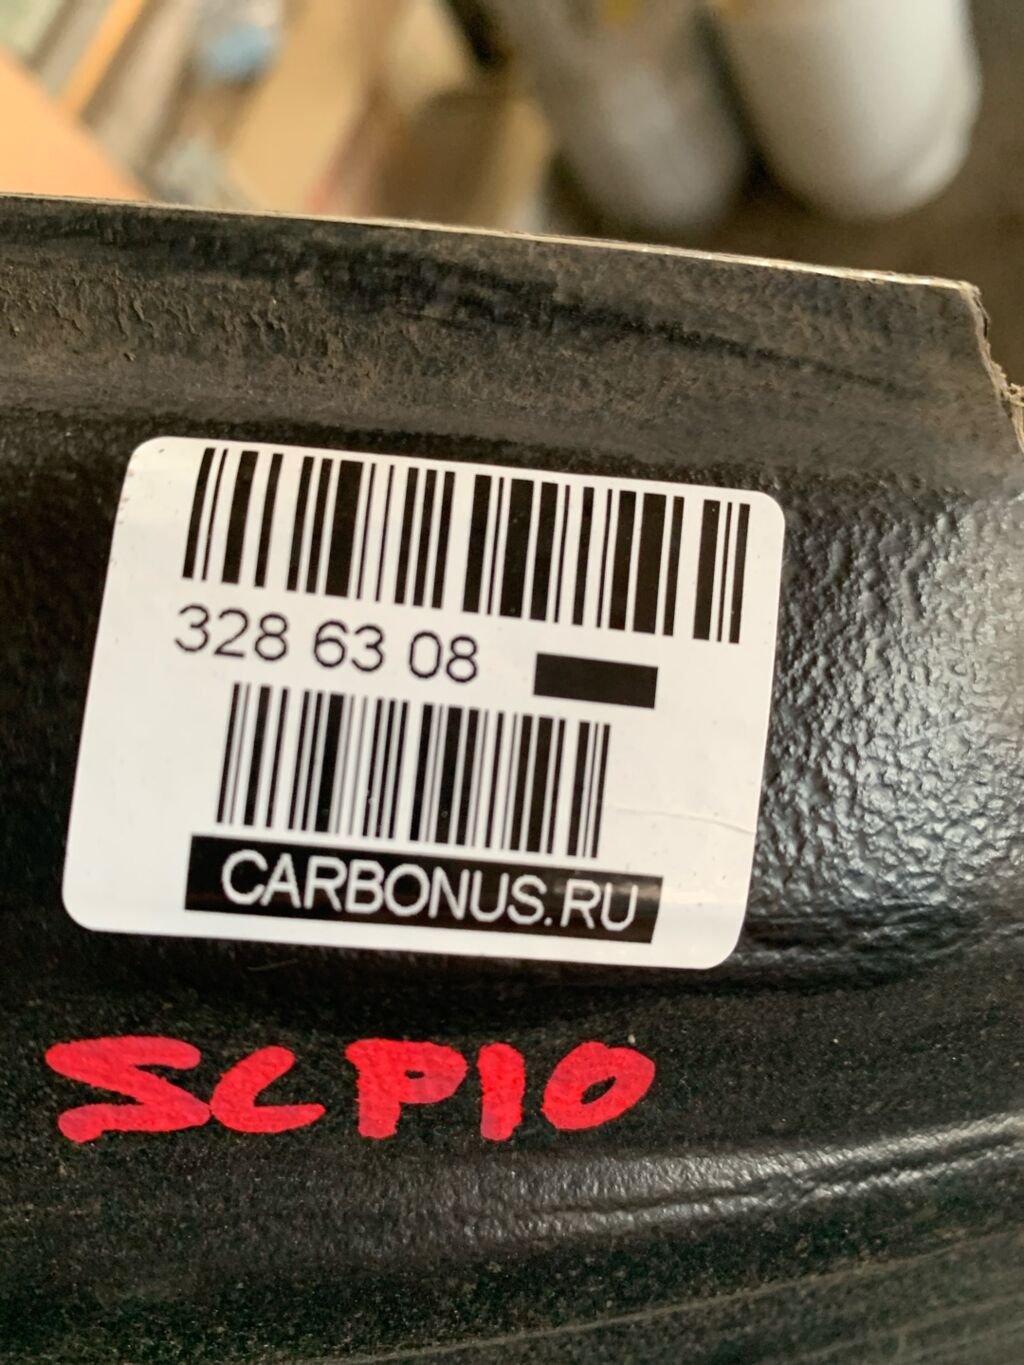 328 63 08
CARBONUS.RU
SCP10